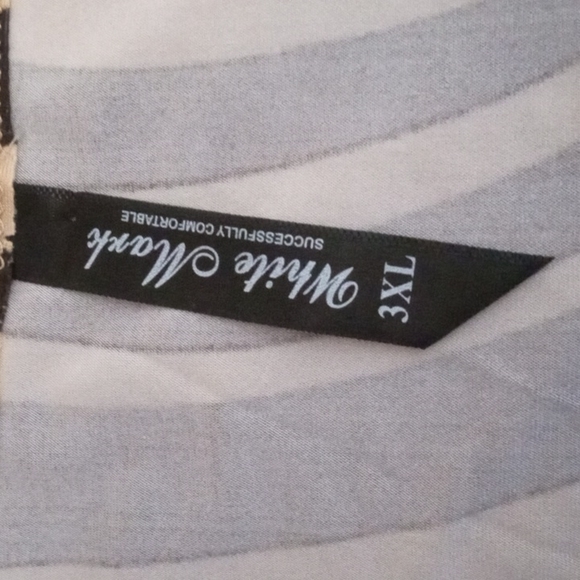 White Mark
SUCCESSFULLY COMFORTABLE
3XL